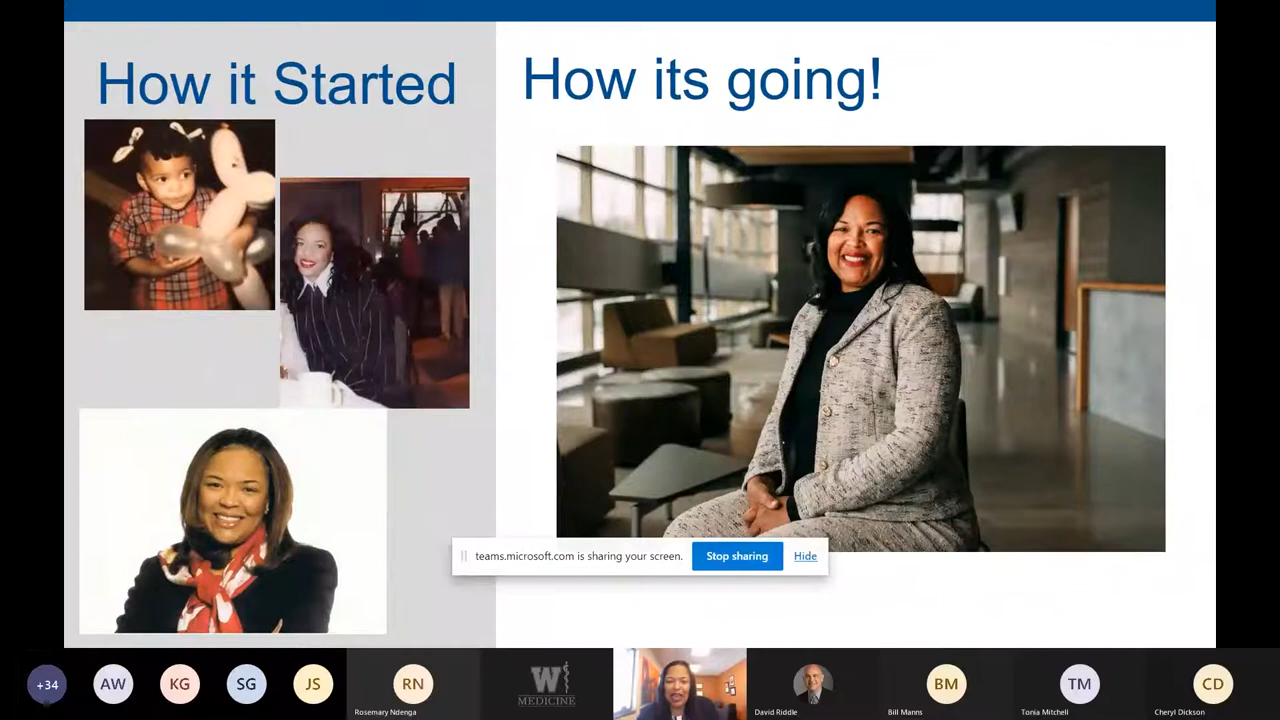 How it Started
How its going!
teams.microsoft.com is sharing your screen.
Stop sharing
Hide
+34
AW
KG
SG
JS
RN
Rosemary Ndenga
W
MEDICINE
David Riddle
BM
Bill Manns
TM
Tonia Mitchell
CD
Cheryl Dickson